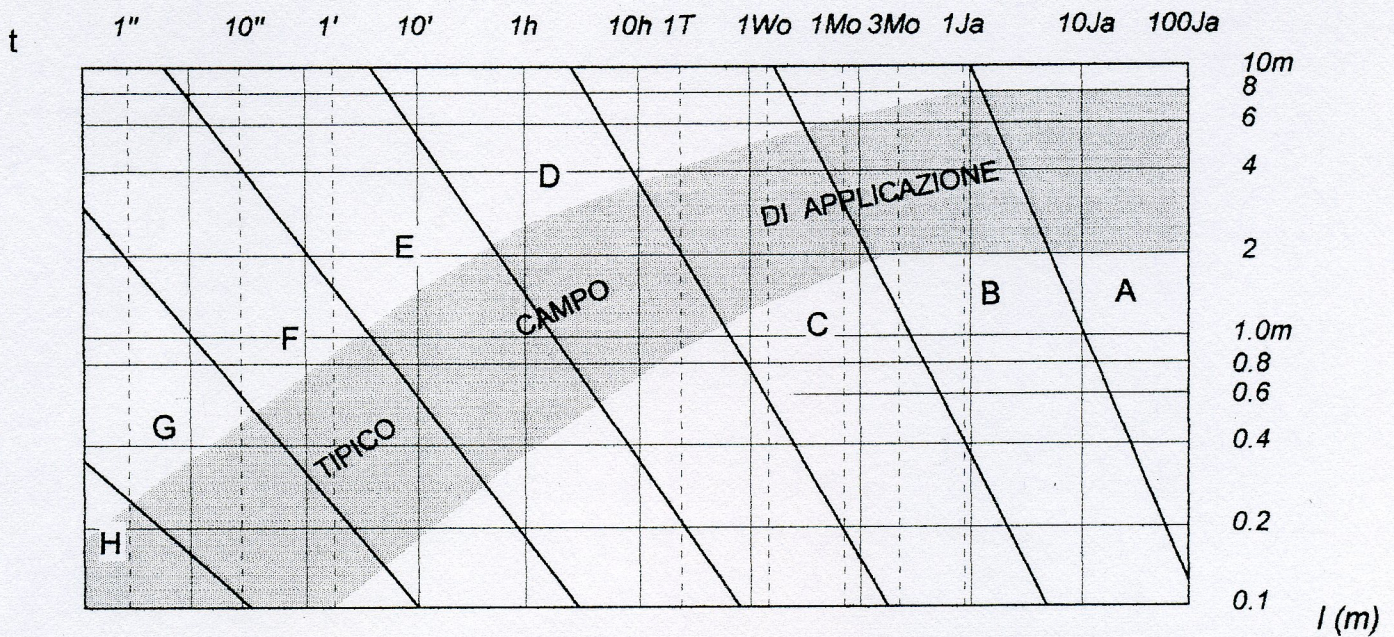 t 1" 10" 1' 10' 1h 10h 1T 1Wo 1Mo 3Mo 1Ja 10Ja 100Ja
10m
8
6
4
2
1.0m
0.8
0.6
0.4
0.2
0.1
l (m)
A
B
C
D
E
F
G
H
TIPICO
CAMPO
DI APPLICAZIONE